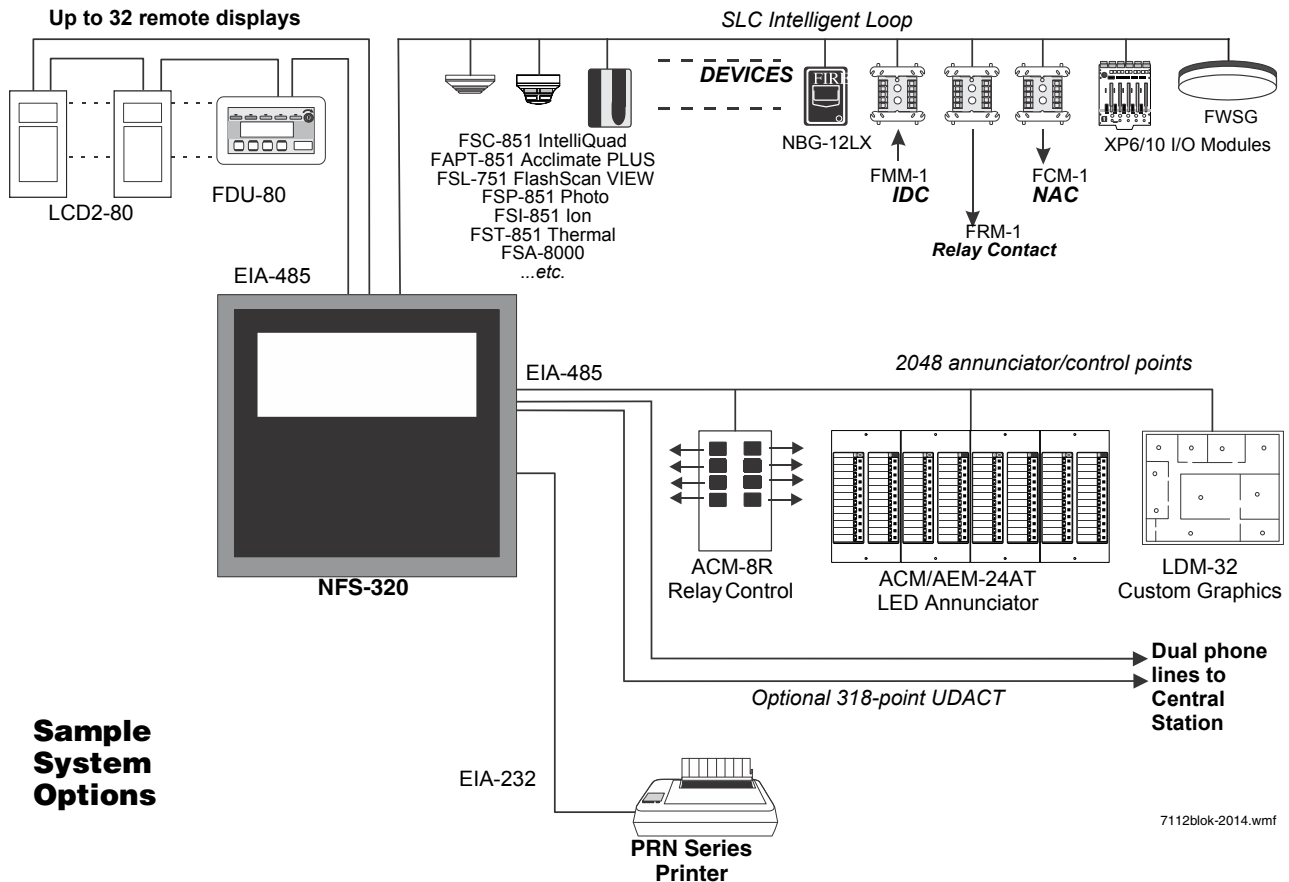 Up to 32 remote displays
SLC Intelligent Loop
DEVICES
FIRE
NBG-12LX
FWSG
XP6/10 I/O Modules
FSC-851 IntelliQuad
FAPT-851 Acclimate PLUS
FSL-751 FlashScan VIEW
FSP-851 Photo
FSI-851 Ion
FST-851 Thermal
FSA-8000
...etc.
FMM-1
IDC
FCM-1
NAC
FRM-1
Relay Contact
FDU-80
LCD2-80
EIA-485
EIA-485
2048 annunciator/control points
NFS-320
ACM-8R
Relay Control
ACM/AEM-24AT
LED Annunciator
LDM-32
Custom Graphics
Dual phone
lines to
Central
Station
Optional 318-point UDACT
Sample
System
Options
EIA-232
PRN Series
Printer
7112blok-2014.wmf